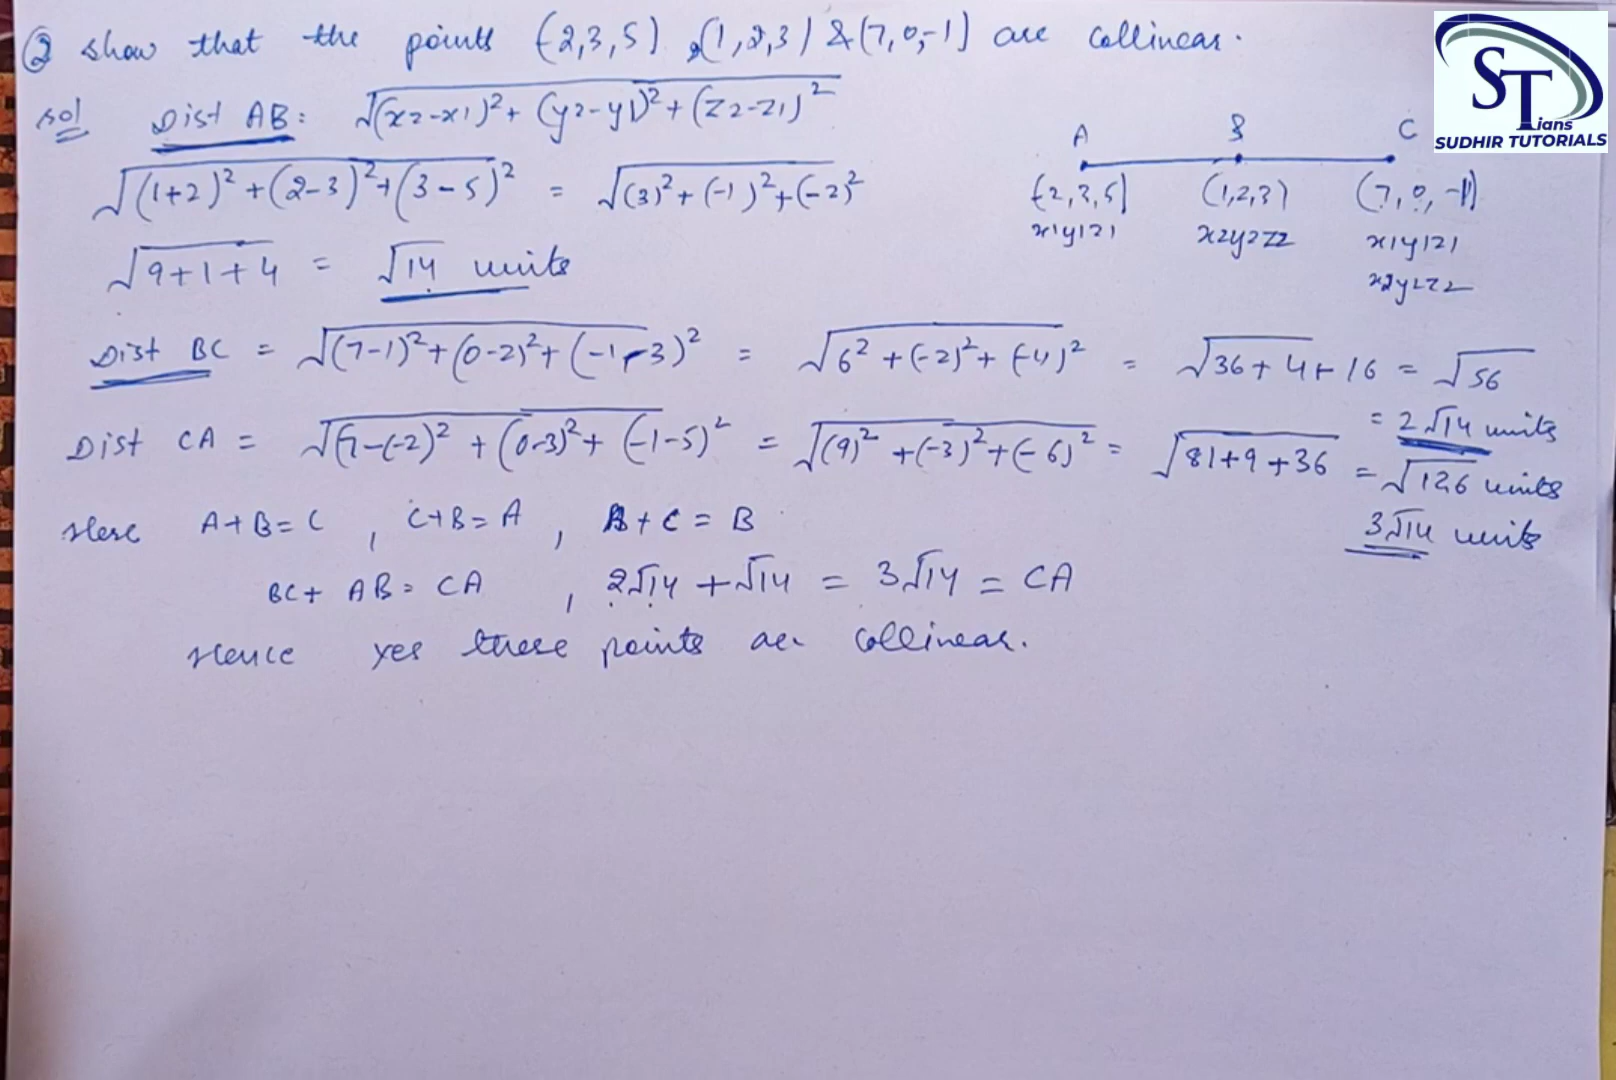 ② show that the points (-2,3,5), (1,2,3) & (7,0,-1) are collinear.
Sol Dist AB: √(x2-x1)²+(y2-y1)²+(z2-z1)²
√(1+2)²+(2-3)²+(3-5)² = √(3)²+(-1)²+(-2)²
√9+1+4 = √14 units
A B C
(-2,3,5) (1,2,3) (7,0,-1)
x1y1z1 x2y2z2 x1y1z1
x2y2z2
Dist BC = √(7-1)²+(0-2)²+(-1-3)² = √6²+(-2)²+(-4)² = √36+4+16 = √56
= 2√14 units
Dist CA = √(7-(-2)² + (0-3)²+(-1-5)² = √(9)²+(-3)²+(-6)² = √81+9+36 = √126 units
3√14 units
Here A+B=C, C+B=A, A+C=B
BC+AB=CA, 2√14+√14 = 3√14 = CA
Hence yes these points are collinear.
ST
ians
SUDHIR TUTORIALS